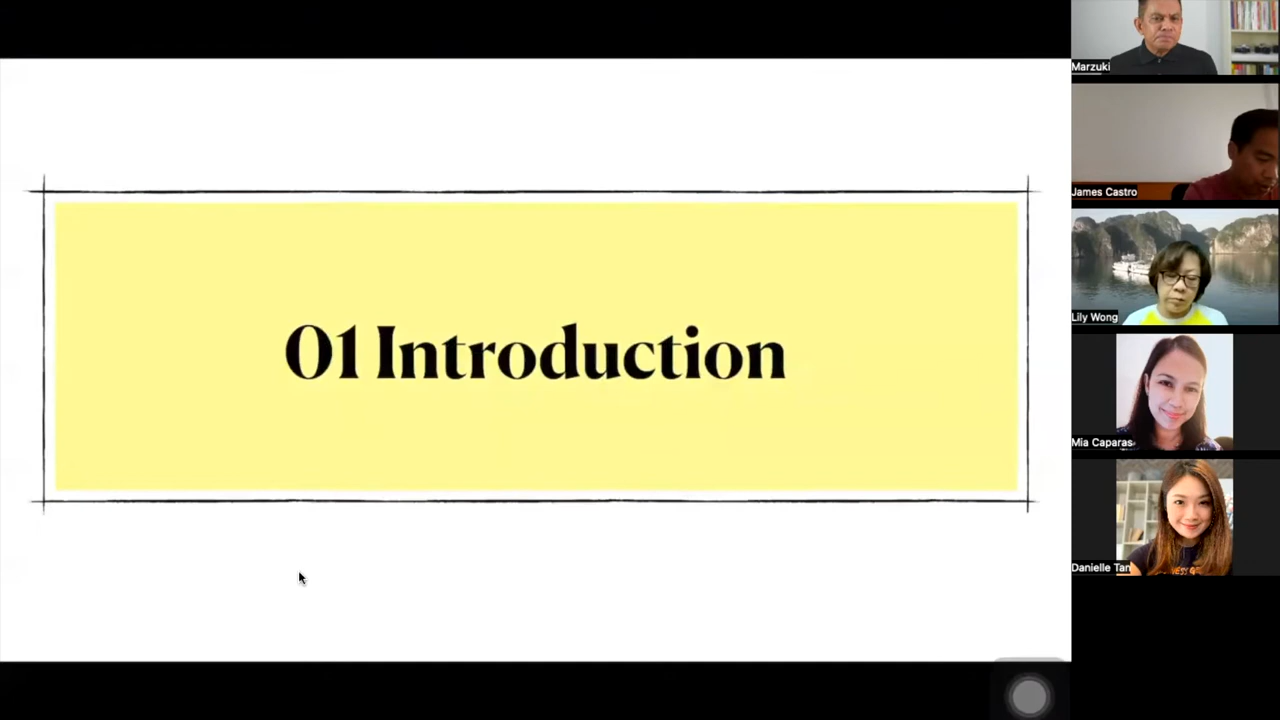 01 Introduction
Marzuki
James Castro
Lily Wong
Mia Caparas
Danielle Tan